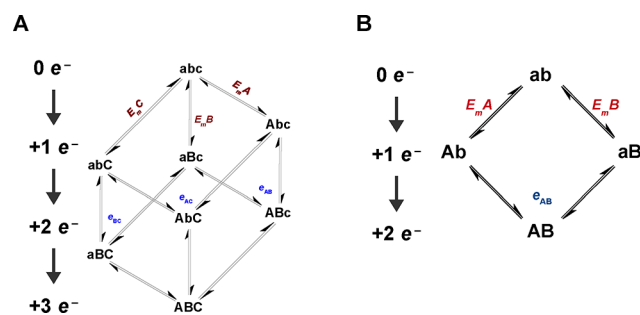 A
0 e⁻
+1 e⁻
+2 e⁻
+3 e⁻
abc
EmC
EmB
EmA
Abc
abC
aBc
eBC
eAC
eAB
AbC
ABc
aBC
ABC
B
0 e⁻
+1 e⁻
+2 e⁻
ab
EmA
EmB
Ab
aB
eAB
AB